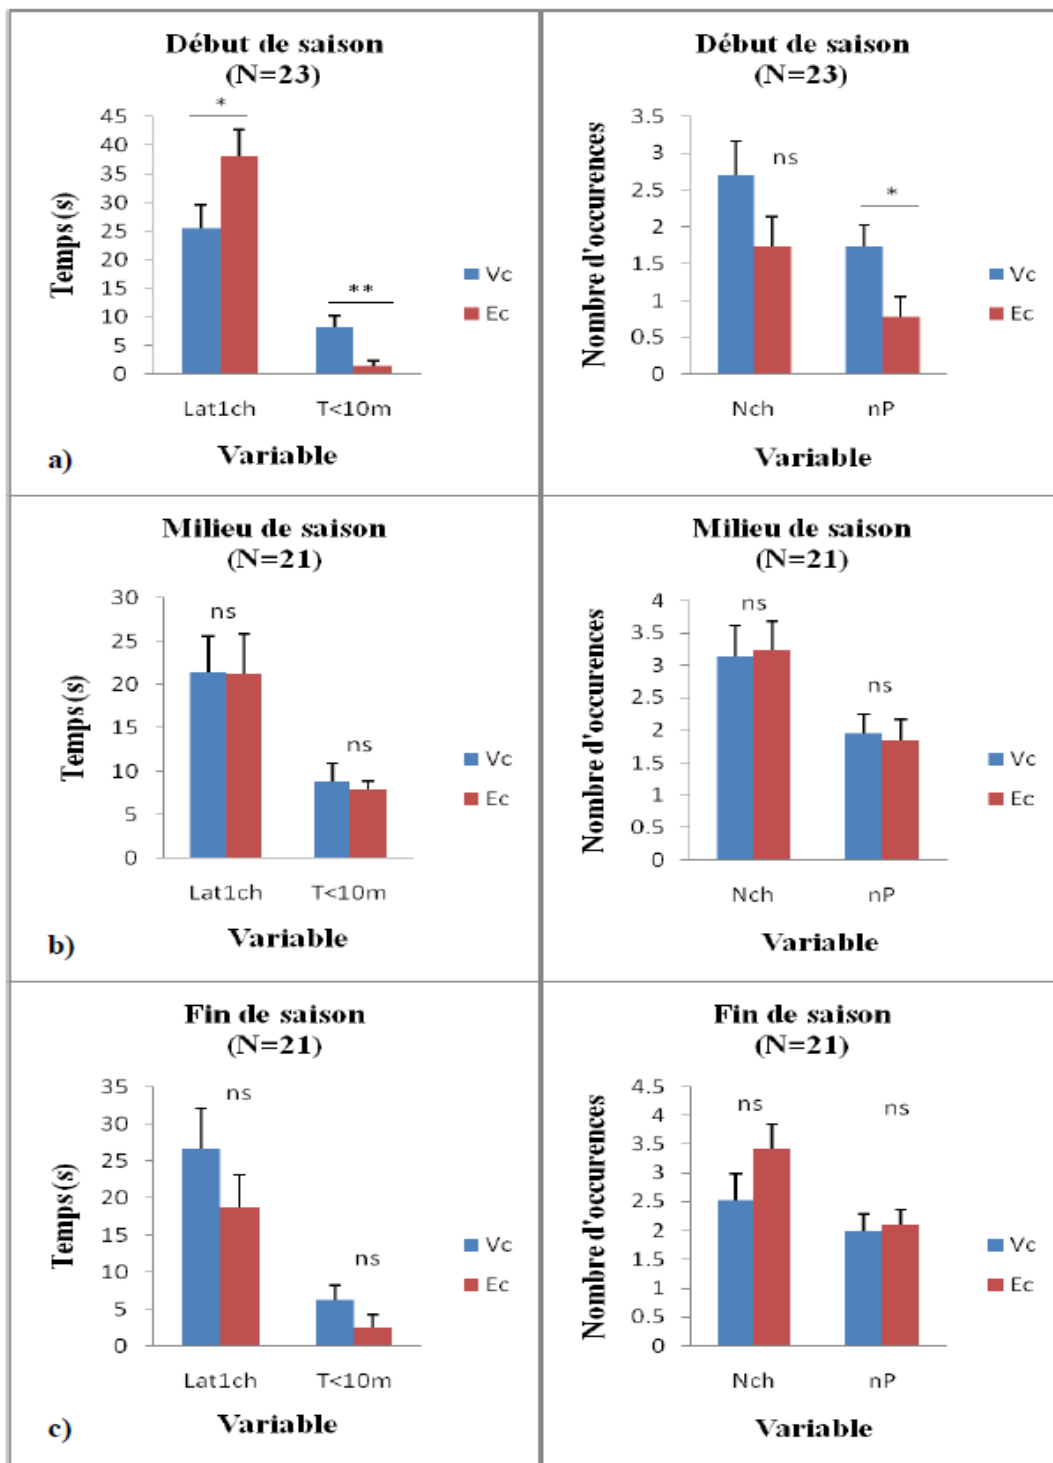 Début de saison
(N=23)
*
45
40
35
30
25
20
15
10
5
0
Temps(s)
**
Vc
Ec
Lat1ch T<10m
Variable
a)
Début de saison
(N=23)
3.5
3
2.5
2
1.5
1
0.5
0
Nombre d'occurences
ns
*
Vc
Ec
Nch nP
Variable
Milieu de saison
(N=21)
30
25
20
15
10
5
0
Temps(s)
ns
ns
Vc
Ec
Lat1ch T<10m
Variable
b)
Milieu de saison
(N=21)
4
3.5
3
2.5
2
1.5
1
0.5
0
Nombre d'occurences
ns
ns
Vc
Ec
Nch nP
Variable
Fin de saison
(N=21)
35
30
25
20
15
10
5
0
Temps(s)
ns
ns
Vc
Ec
Lat1ch T<10m
Variable
c)
Fin de saison
(N=21)
4.5
4
3.5
3
2.5
2
1.5
1
0.5
0
Nombre d'occurences
ns
ns
Vc
Ec
Nch nP
Variable